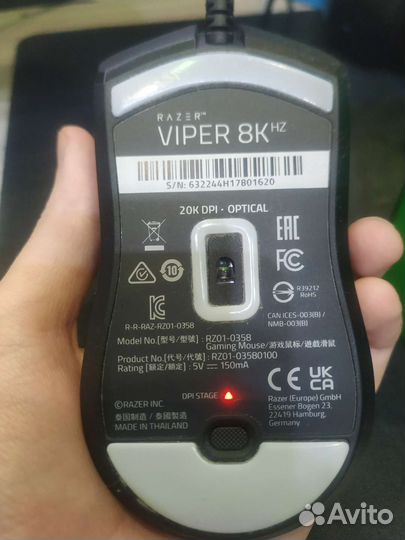 RAZER™
VIPER 8K HZ
S/N: 632244H17801620
20K DPI · OPTICAL
EAC
FC
10
R39212
RoHS
R-R-RAZ-RZ01-0358
CAN ICES-003(B) /
NMB-003(B)
Model No.[型号/型號] : RZ01-0358
Gaming Mouse/游戏鼠标/遊戲滑鼠
Product No.[代号/代號] : RZ01-03580100
Rating [额定/額定] : 5V ⎓ 150mA
CE UK CA
DPI STAGE
©RAZER INC.
泰国制造 / 泰國製造
MADE IN THAILAND
Razer (Europe) GmbH
Essener Bogen 23,
22419 Hamburg,
Germany
Avito